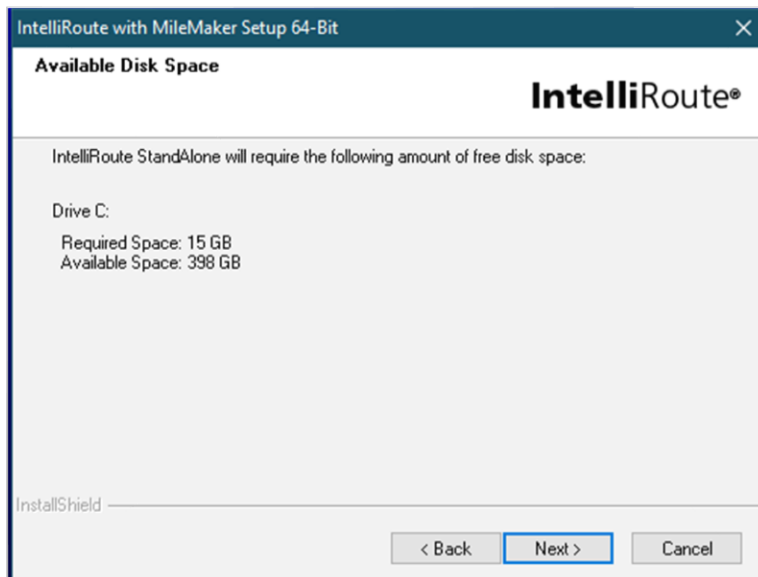 IntelliRoute with MileMaker Setup 64-Bit
Available Disk Space
IntelliRoute®
IntelliRoute StandAlone will require the following amount of free disk space:
Drive C:
Required Space: 15 GB
Available Space: 398 GB
InstallShield
< Back Next > Cancel